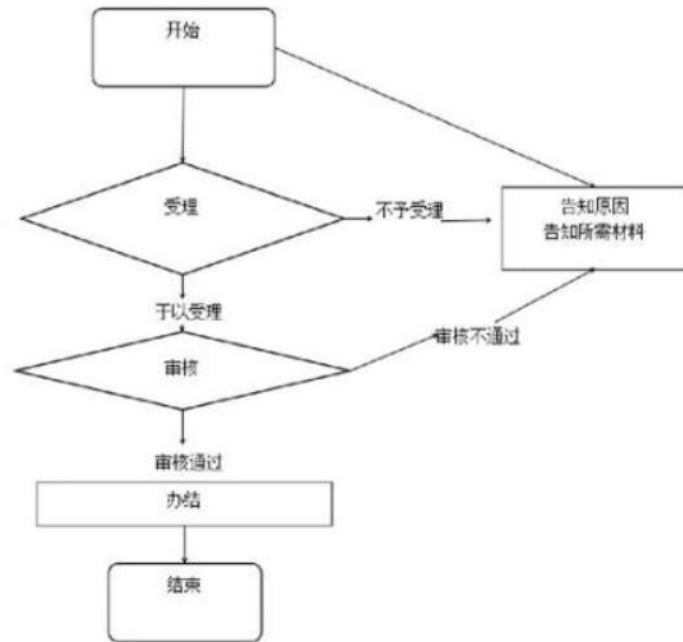 开始
受理
不予受理
告知原因
告知所需材料
于以受理
审核不通过
审核
审核通过
办结
结束